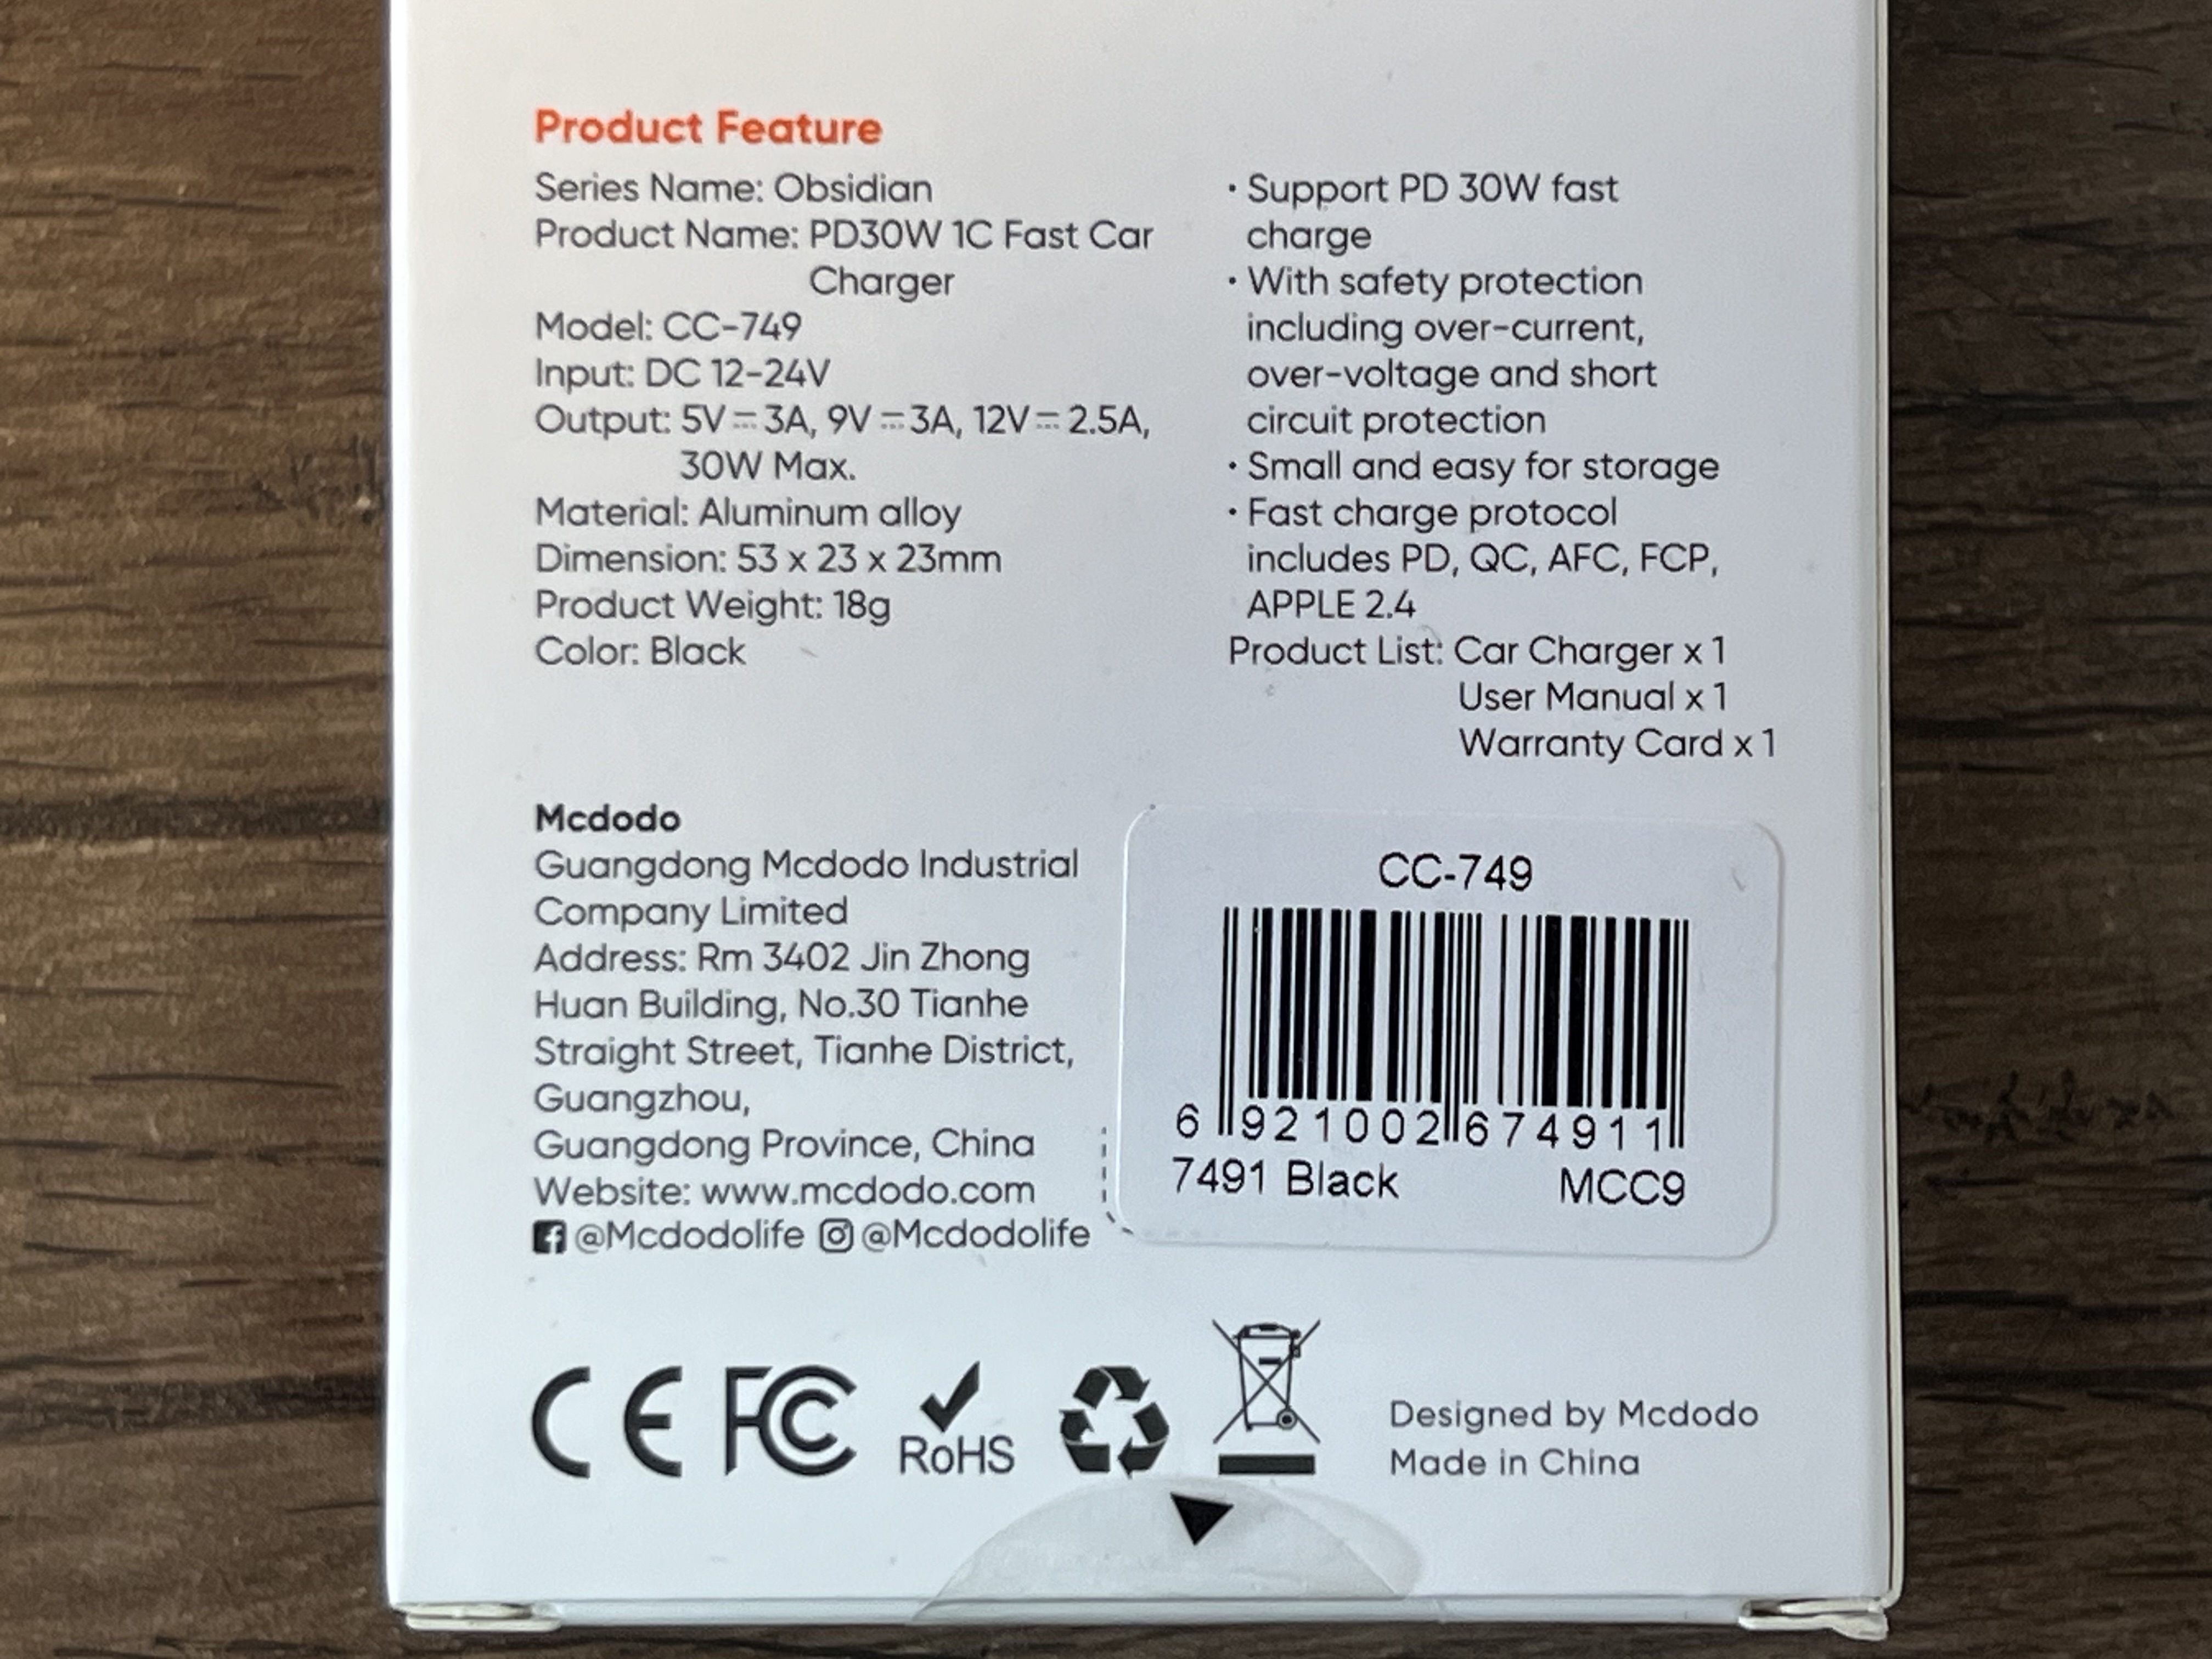 Product Feature
Series Name: Obsidian
Product Name: PD30W 1C Fast Car
Charger
Model: CC-749
Input: DC 12-24V
Output: 5V⎓3A, 9V⎓3A, 12V⎓2.5A,
30W Max.
Material: Aluminum alloy
Dimension: 53 x 23 x 23mm
Product Weight: 18g
Color: Black
· Support PD 30W fast
charge
· With safety protection
including over-current,
over-voltage and short
circuit protection
· Small and easy for storage
· Fast charge protocol
includes PD, QC, AFC, FCP,
APPLE 2.4
Product List: Car Charger x 1
User Manual x 1
Warranty Card x 1
Mcdodo
Guangdong Mcdodo Industrial
Company Limited
Address: Rm 3402 Jin Zhong
Huan Building, No.30 Tianhe
Straight Street, Tianhe District,
Guangzhou,
Guangdong Province, China
Website: www.mcdodo.com
@Mcdodolife @Mcdodolife
CC-749
6 921002 674911
7491 Black MCC9
CE FC RoHS
Designed by Mcdodo
Made in China